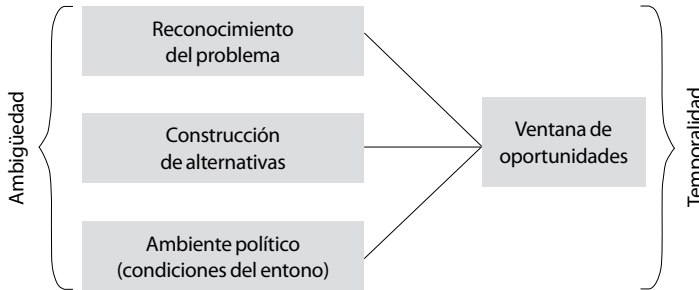 Ambigüedad
Reconocimiento
del problema
Construcción
de alternativas
Ambiente político
(condiciones del entono)
Ventana de
oportunidades
Temporalidad